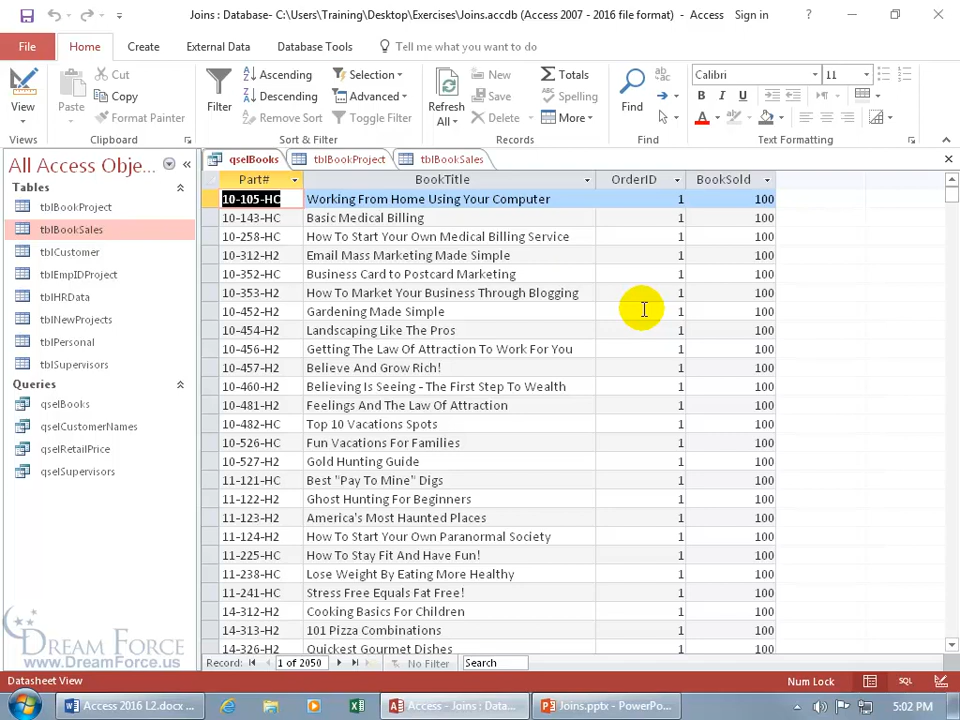 Joins : Database- C:\Users\Training\Desktop\Exercises\Joins.accdb (Access 2007 - 2016 file format) - Access Sign in ?
File Home Create External Data Database Tools Tell me what you want to do
View
Views
Paste
Cut
Copy
Format Painter
Clipboard
Filter
Ascending
Descending
Remove Sort
Selection
Advanced
Toggle Filter
Sort & Filter
Refresh
All
New
Save
Delete
Totals
Spelling
More
Records
Find
Find
Calibri 11
B I U
Text Formatting
All Access Obje... «
Tables
tblBookProject
tblBookSales
tblCustomer
tblEmpIDProject
tblHRData
tblNewProjects
tblPersonal
tblSupervisors
Queries
qselBooks
qselCustomerNames
qselRetailPrice
qselSupervisors
qselBooks tblBookProject tblBookSales
Part# BookTitle OrderID BookSold
10-105-HC Working From Home Using Your Computer 1 100
10-143-HC Basic Medical Billing 1 100
10-258-HC How To Start Your Own Medical Billing Service 1 100
10-312-H2 Email Mass Marketing Made Simple 1 100
10-352-HC Business Card to Postcard Marketing 1 100
10-353-H2 How To Market Your Business Through Blogging 1 100
10-452-H2 Gardening Made Simple 1 100
10-454-H2 Landscaping Like The Pros 1 100
10-456-H2 Getting The Law Of Attraction To Work For You 1 100
10-457-H2 Believe And Grow Rich! 1 100
10-460-H2 Believing Is Seeing - The First Step To Wealth 1 100
10-481-H2 Feelings And The Law Of Attraction 1 100
10-482-HC Top 10 Vacations Spots 1 100
10-526-HC Fun Vacations For Families 1 100
10-527-H2 Gold Hunting Guide 1 100
11-121-HC Best "Pay To Mine" Digs 1 100
11-122-H2 Ghost Hunting For Beginners 1 100
11-123-H2 America's Most Haunted Places 1 100
11-124-H2 How To Start Your Own Paranormal Society 1 100
11-225-HC How To Stay Fit And Have Fun! 1 100
11-238-HC Lose Weight By Eating More Healthy 1 100
11-241-HC Stress Free Equals Fat Free! 1 100
14-312-H2 Cooking Basics For Children 1 100
14-313-H2 101 Pizza Combinations 1 100
14-326-H2 Quickest Gourmet Dishes 1 100
Record: 1 of 2050 No Filter Search
DREAM FORCE
www.DreamForce.us
Datasheet View Num Lock SQL
Access 2016 L2.docx ... Access - Joins : Data... Joins.pptx - PowerPo... 5:02 PM